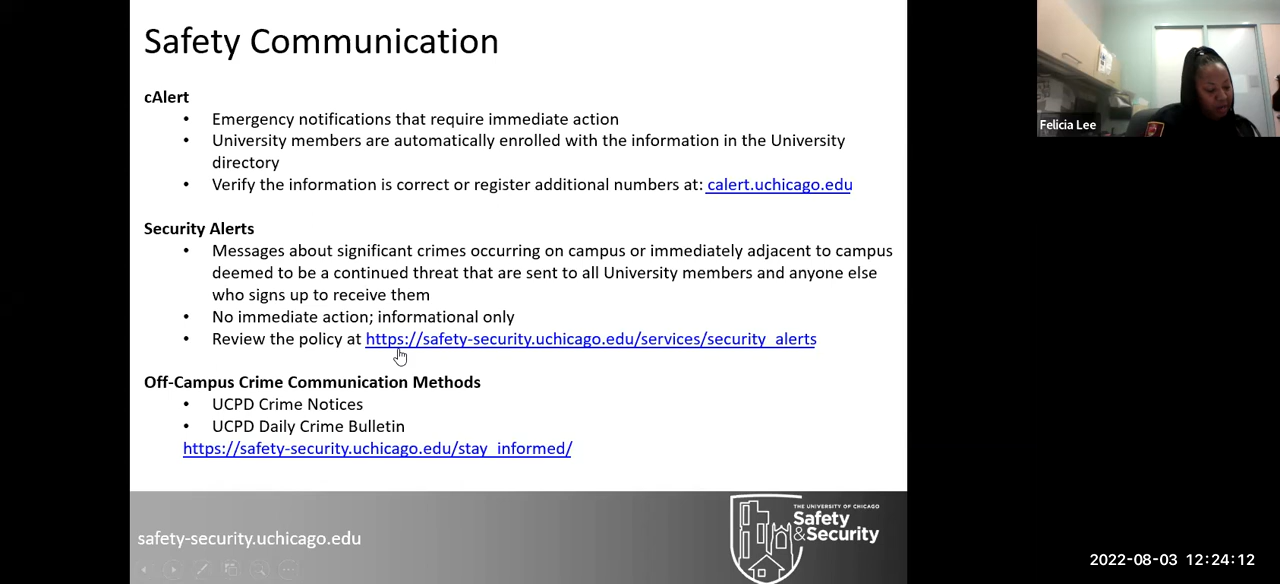 Safety Communication
cAlert
• Emergency notifications that require immediate action
• University members are automatically enrolled with the information in the University
directory
• Verify the information is correct or register additional numbers at: calert.uchicago.edu
Security Alerts
• Messages about significant crimes occurring on campus or immediately adjacent to campus
deemed to be a continued threat that are sent to all University members and anyone else
who signs up to receive them
• No immediate action; informational only
• Review the policy at https://safety-security.uchicago.edu/services/security_alerts
Off-Campus Crime Communication Methods
• UCPD Crime Notices
• UCPD Daily Crime Bulletin
https://safety-security.uchicago.edu/stay_informed/
safety-security.uchicago.edu
THE UNIVERSITY OF CHICAGO
Safety
&Security
Felicia Lee
2022-08-03 12:24:12